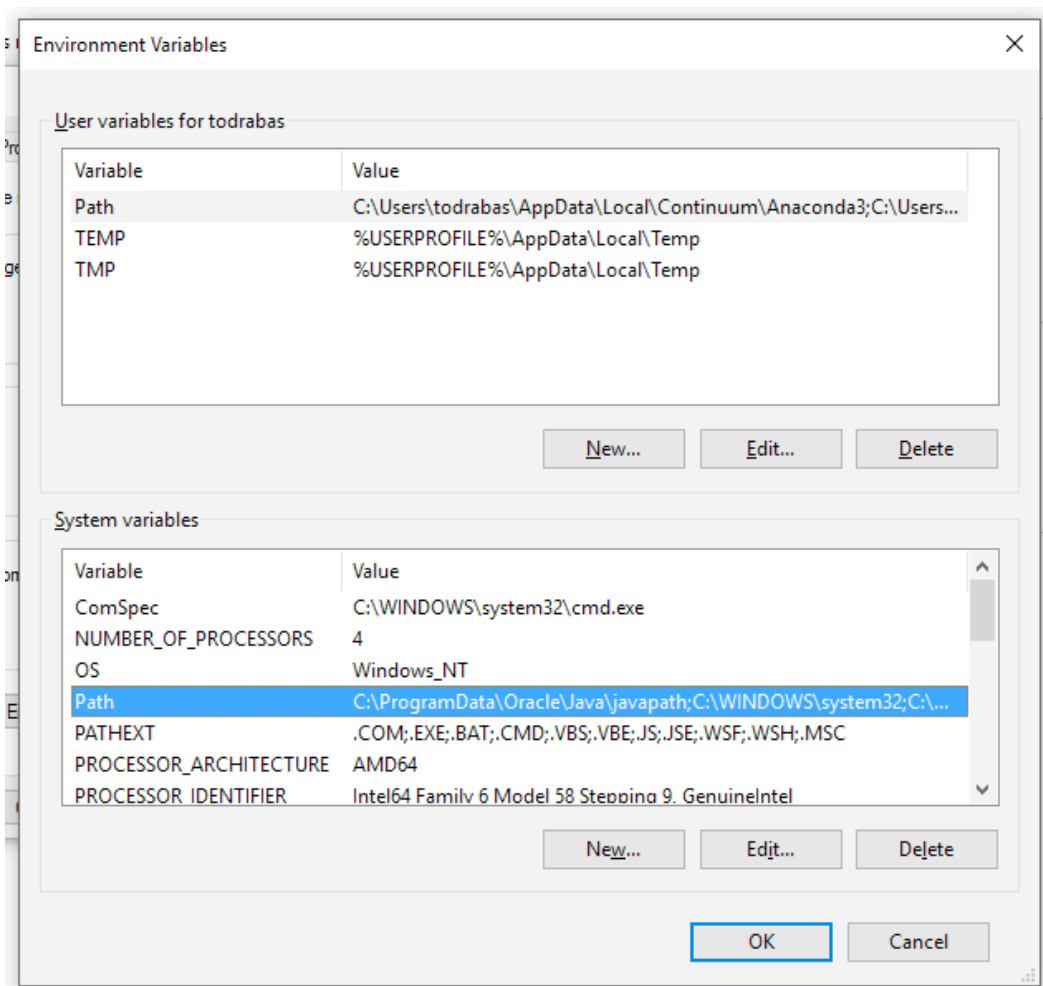 Environment Variables
User variables for todrabas
Variable Value
Path C:\Users\todrabas\AppData\Local\Continuum\Anaconda3;C:\Users...
TEMP %USERPROFILE%\AppData\Local\Temp
TMP %USERPROFILE%\AppData\Local\Temp
New... Edit... Delete
System variables
Variable Value
ComSpec C:\WINDOWS\system32\cmd.exe
NUMBER_OF_PROCESSORS 4
OS Windows_NT
Path C:\ProgramData\Oracle\Java\javapath;C:\WINDOWS\system32;C:\...
PATHEXT .COM;.EXE;.BAT;.CMD;.VBS;.VBE;.JS;.JSE;.WSF;.WSH;.MSC
PROCESSOR_ARCHITECTURE AMD64
PROCESSOR_IDENTIFIER Intel64 Family 6 Model 58 Stepping 9, GenuineIntel
New... Edit... Delete
OK Cancel